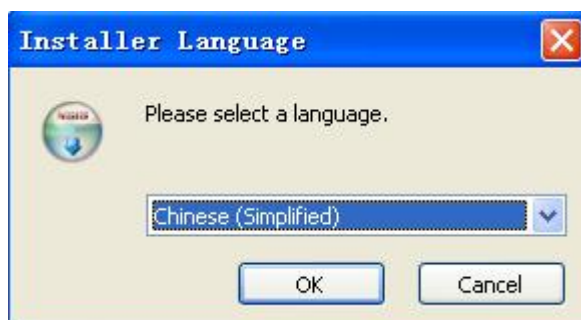 Installer Language
Please select a language.
Chinese (Simplified)
OK
Cancel